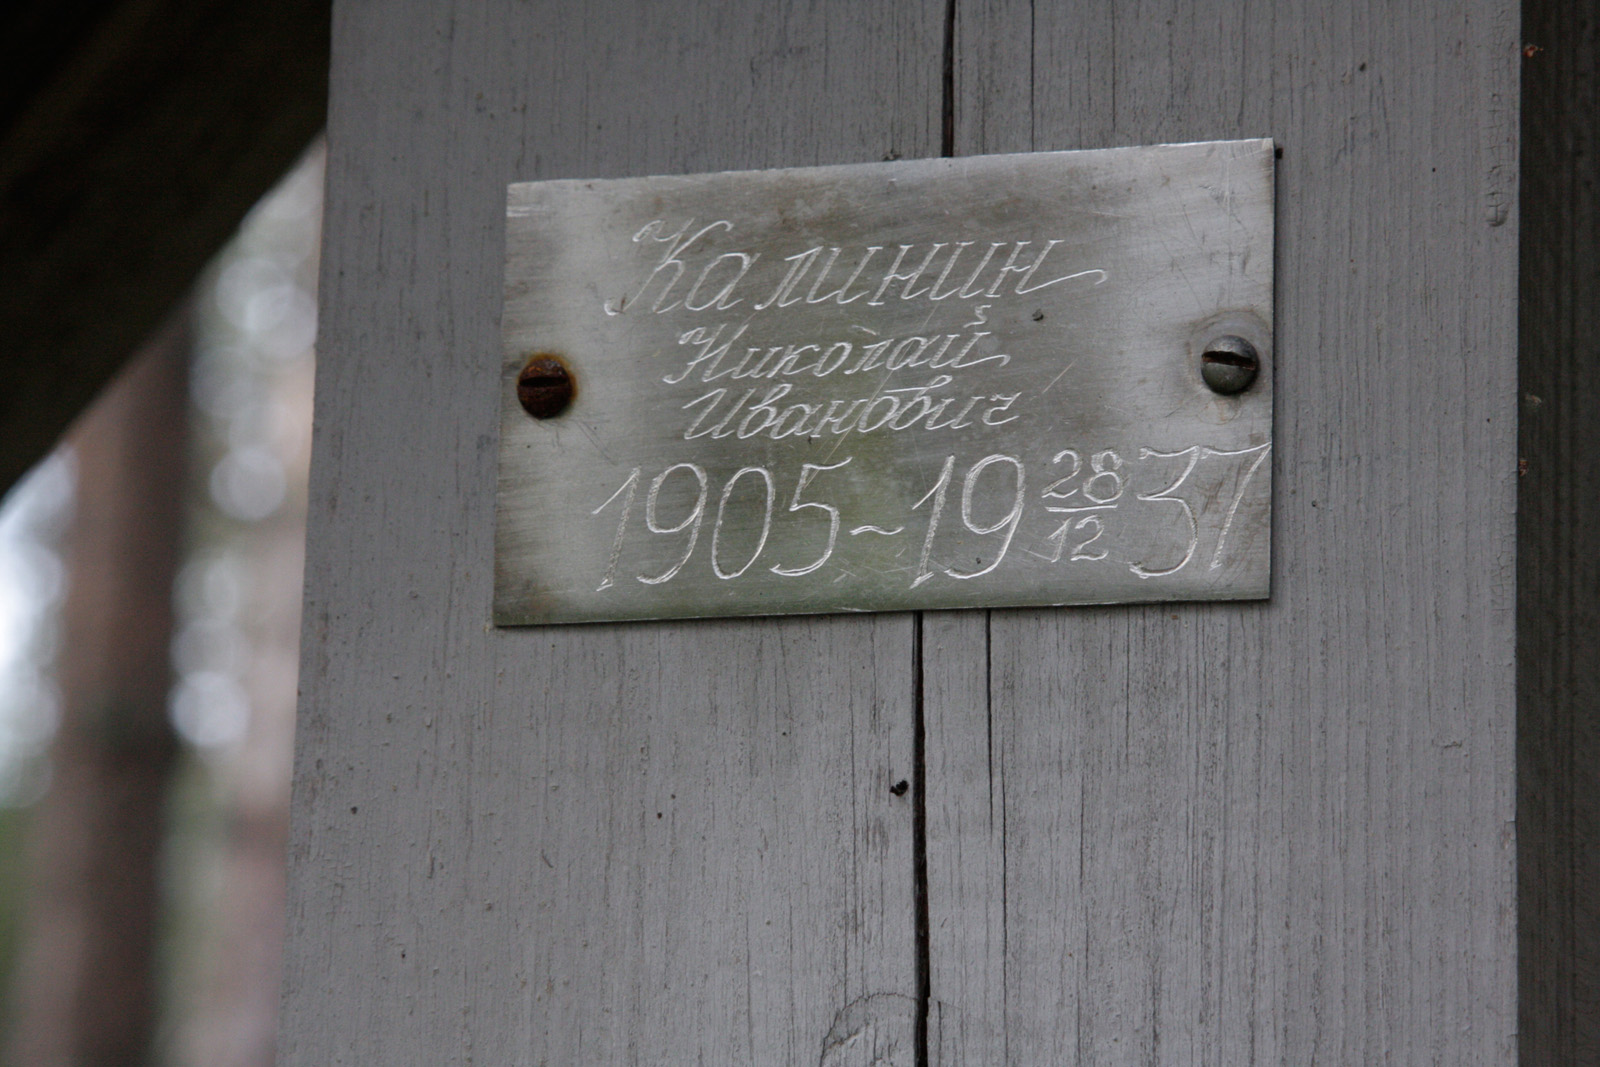 Калинин
Николай
Иванович
1905-19 28/12 37